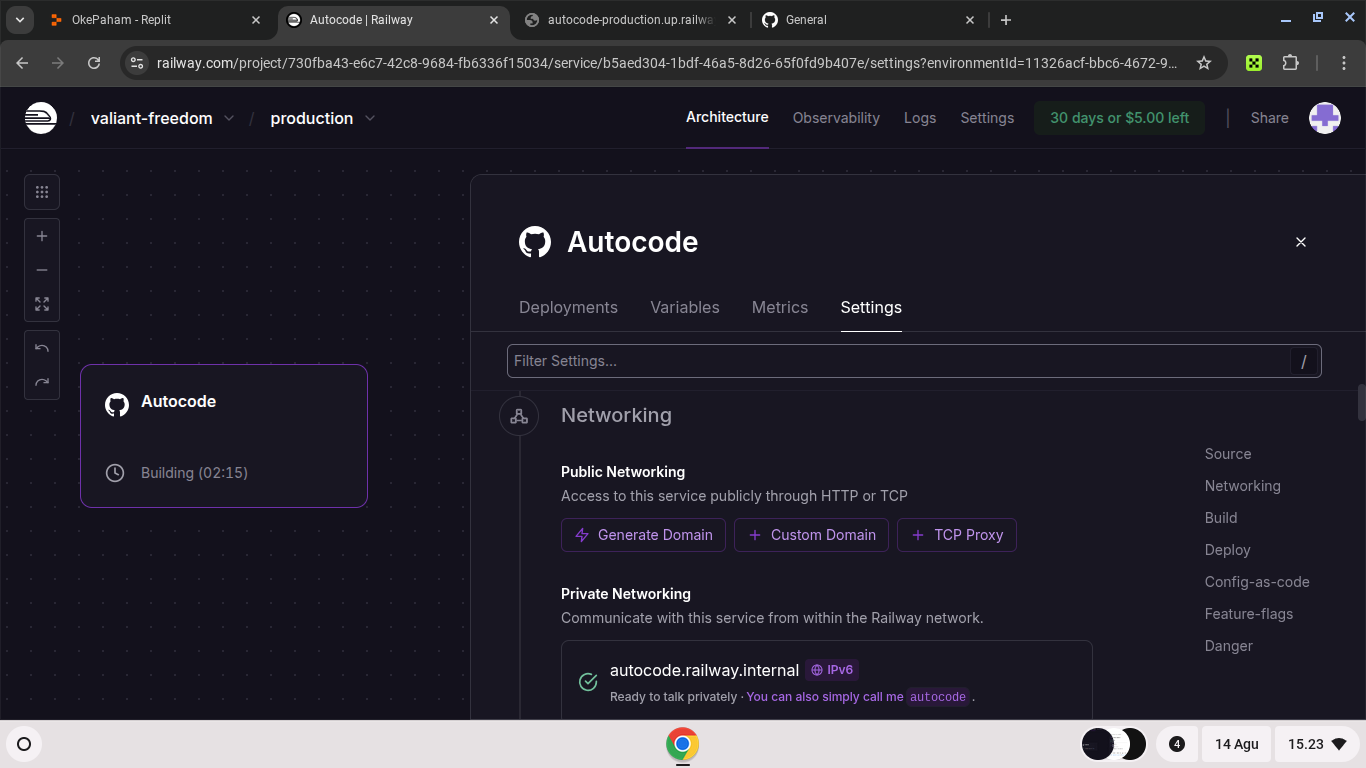 OkePaham - Replit
Autocode | Railway
autocode-production.up.railwa
General
railway.com/project/730fba43-e6c7-42c8-9684-fb6336f15034/service/b5aed304-1bdf-46a5-8d26-65f0fd9b407e/settings?environmentId=11326acf-bbc6-4672-9...
/ valiant-freedom / production
Architecture
Observability
Logs
Settings
30 days or $5.00 left
Share
Autocode
Building (02:15)
Autocode
Deployments
Variables
Metrics
Settings
Filter Settings...
/
Networking
Public Networking
Access to this service publicly through HTTP or TCP
Generate Domain
Custom Domain
TCP Proxy
Private Networking
Communicate with this service from within the Railway network.
autocode.railway.internal
IPv6
Ready to talk privately · You can also simply call me autocode .
Source
Networking
Build
Deploy
Config-as-code
Feature-flags
Danger
4
14 Agu
15.23